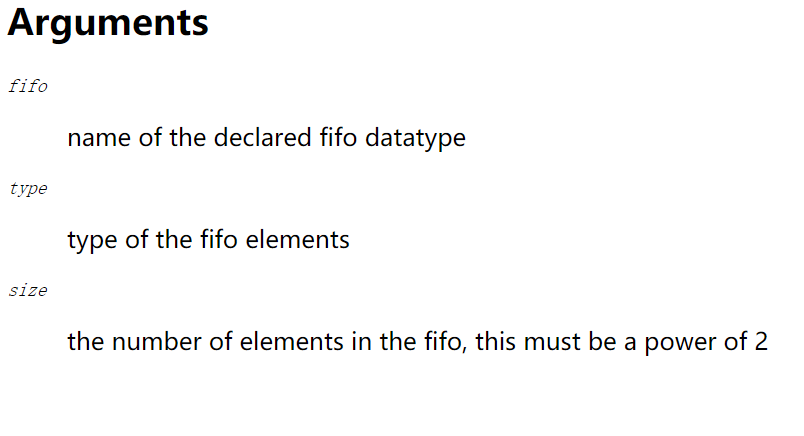 Arguments
fifo
name of the declared fifo datatype
type
type of the fifo elements
size
the number of elements in the fifo, this must be a power of 2